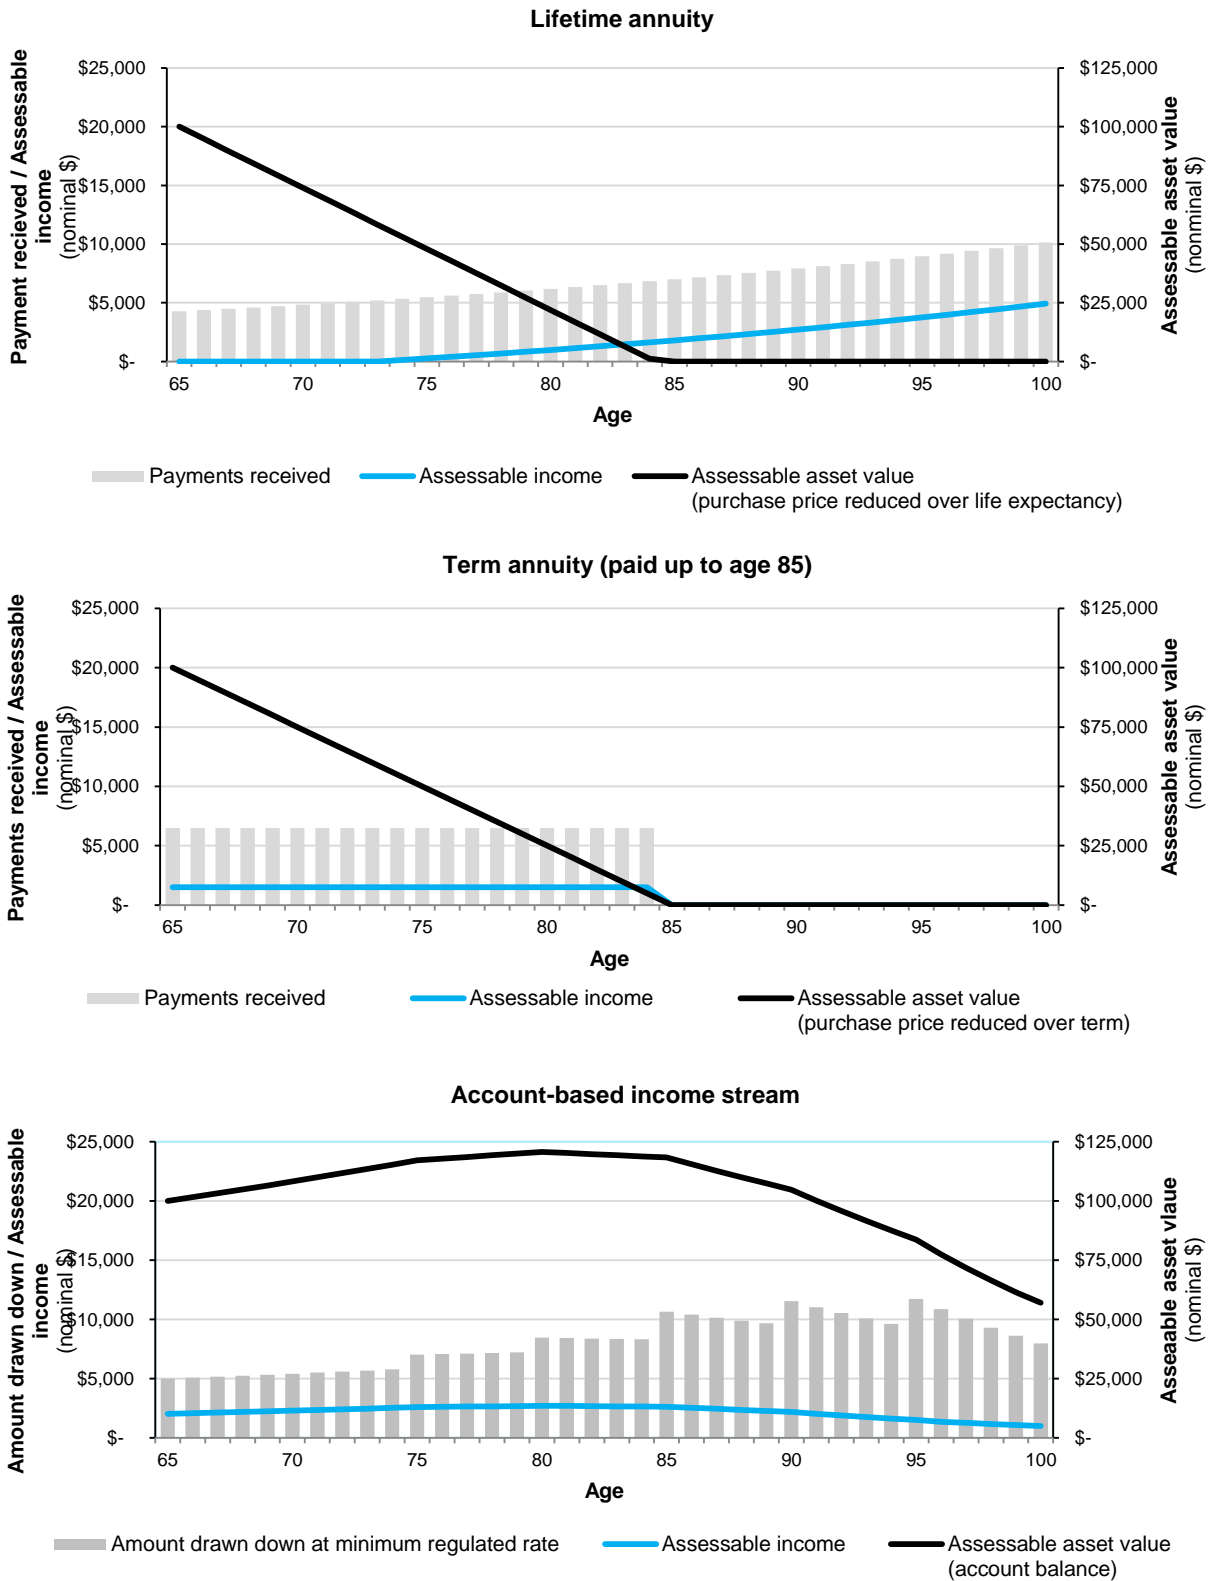 Lifetime annuity
Payment recieved / Assessable
income
(nominal $)
$25,000
$20,000
$15,000
$10,000
$5,000
$-
$125,000
$100,000
$75,000
$50,000
$25,000
$-
Assessable asset value
(nonminal $)
65 70 75 80 85 90 95 100
Age
Payments received Assessable income Assessable asset value
(purchase price reduced over life expectancy)
Term annuity (paid up to age 85)
Payments received / Assessable
income
(nominal $)
$25,000
$20,000
$15,000
$10,000
$5,000
$-
$125,000
$100,000
$75,000
$50,000
$25,000
$-
Assessable asset value
(nominal $)
65 70 75 80 85 90 95 100
Age
Payments received Assessable income Assessable asset value
(purchase price reduced over term)
Account-based income stream
Amount drawn down / Assessable
income
(nominal $)
$25,000
$20,000
$15,000
$10,000
$5,000
$-
$125,000
$100,000
$75,000
$50,000
$25,000
$-
Asseaable asset vlaue
(nominal $)
65 70 75 80 85 90 95 100
Age
Amount drawn down at minimum regulated rate Assessable income Assessable asset value
(account balance)